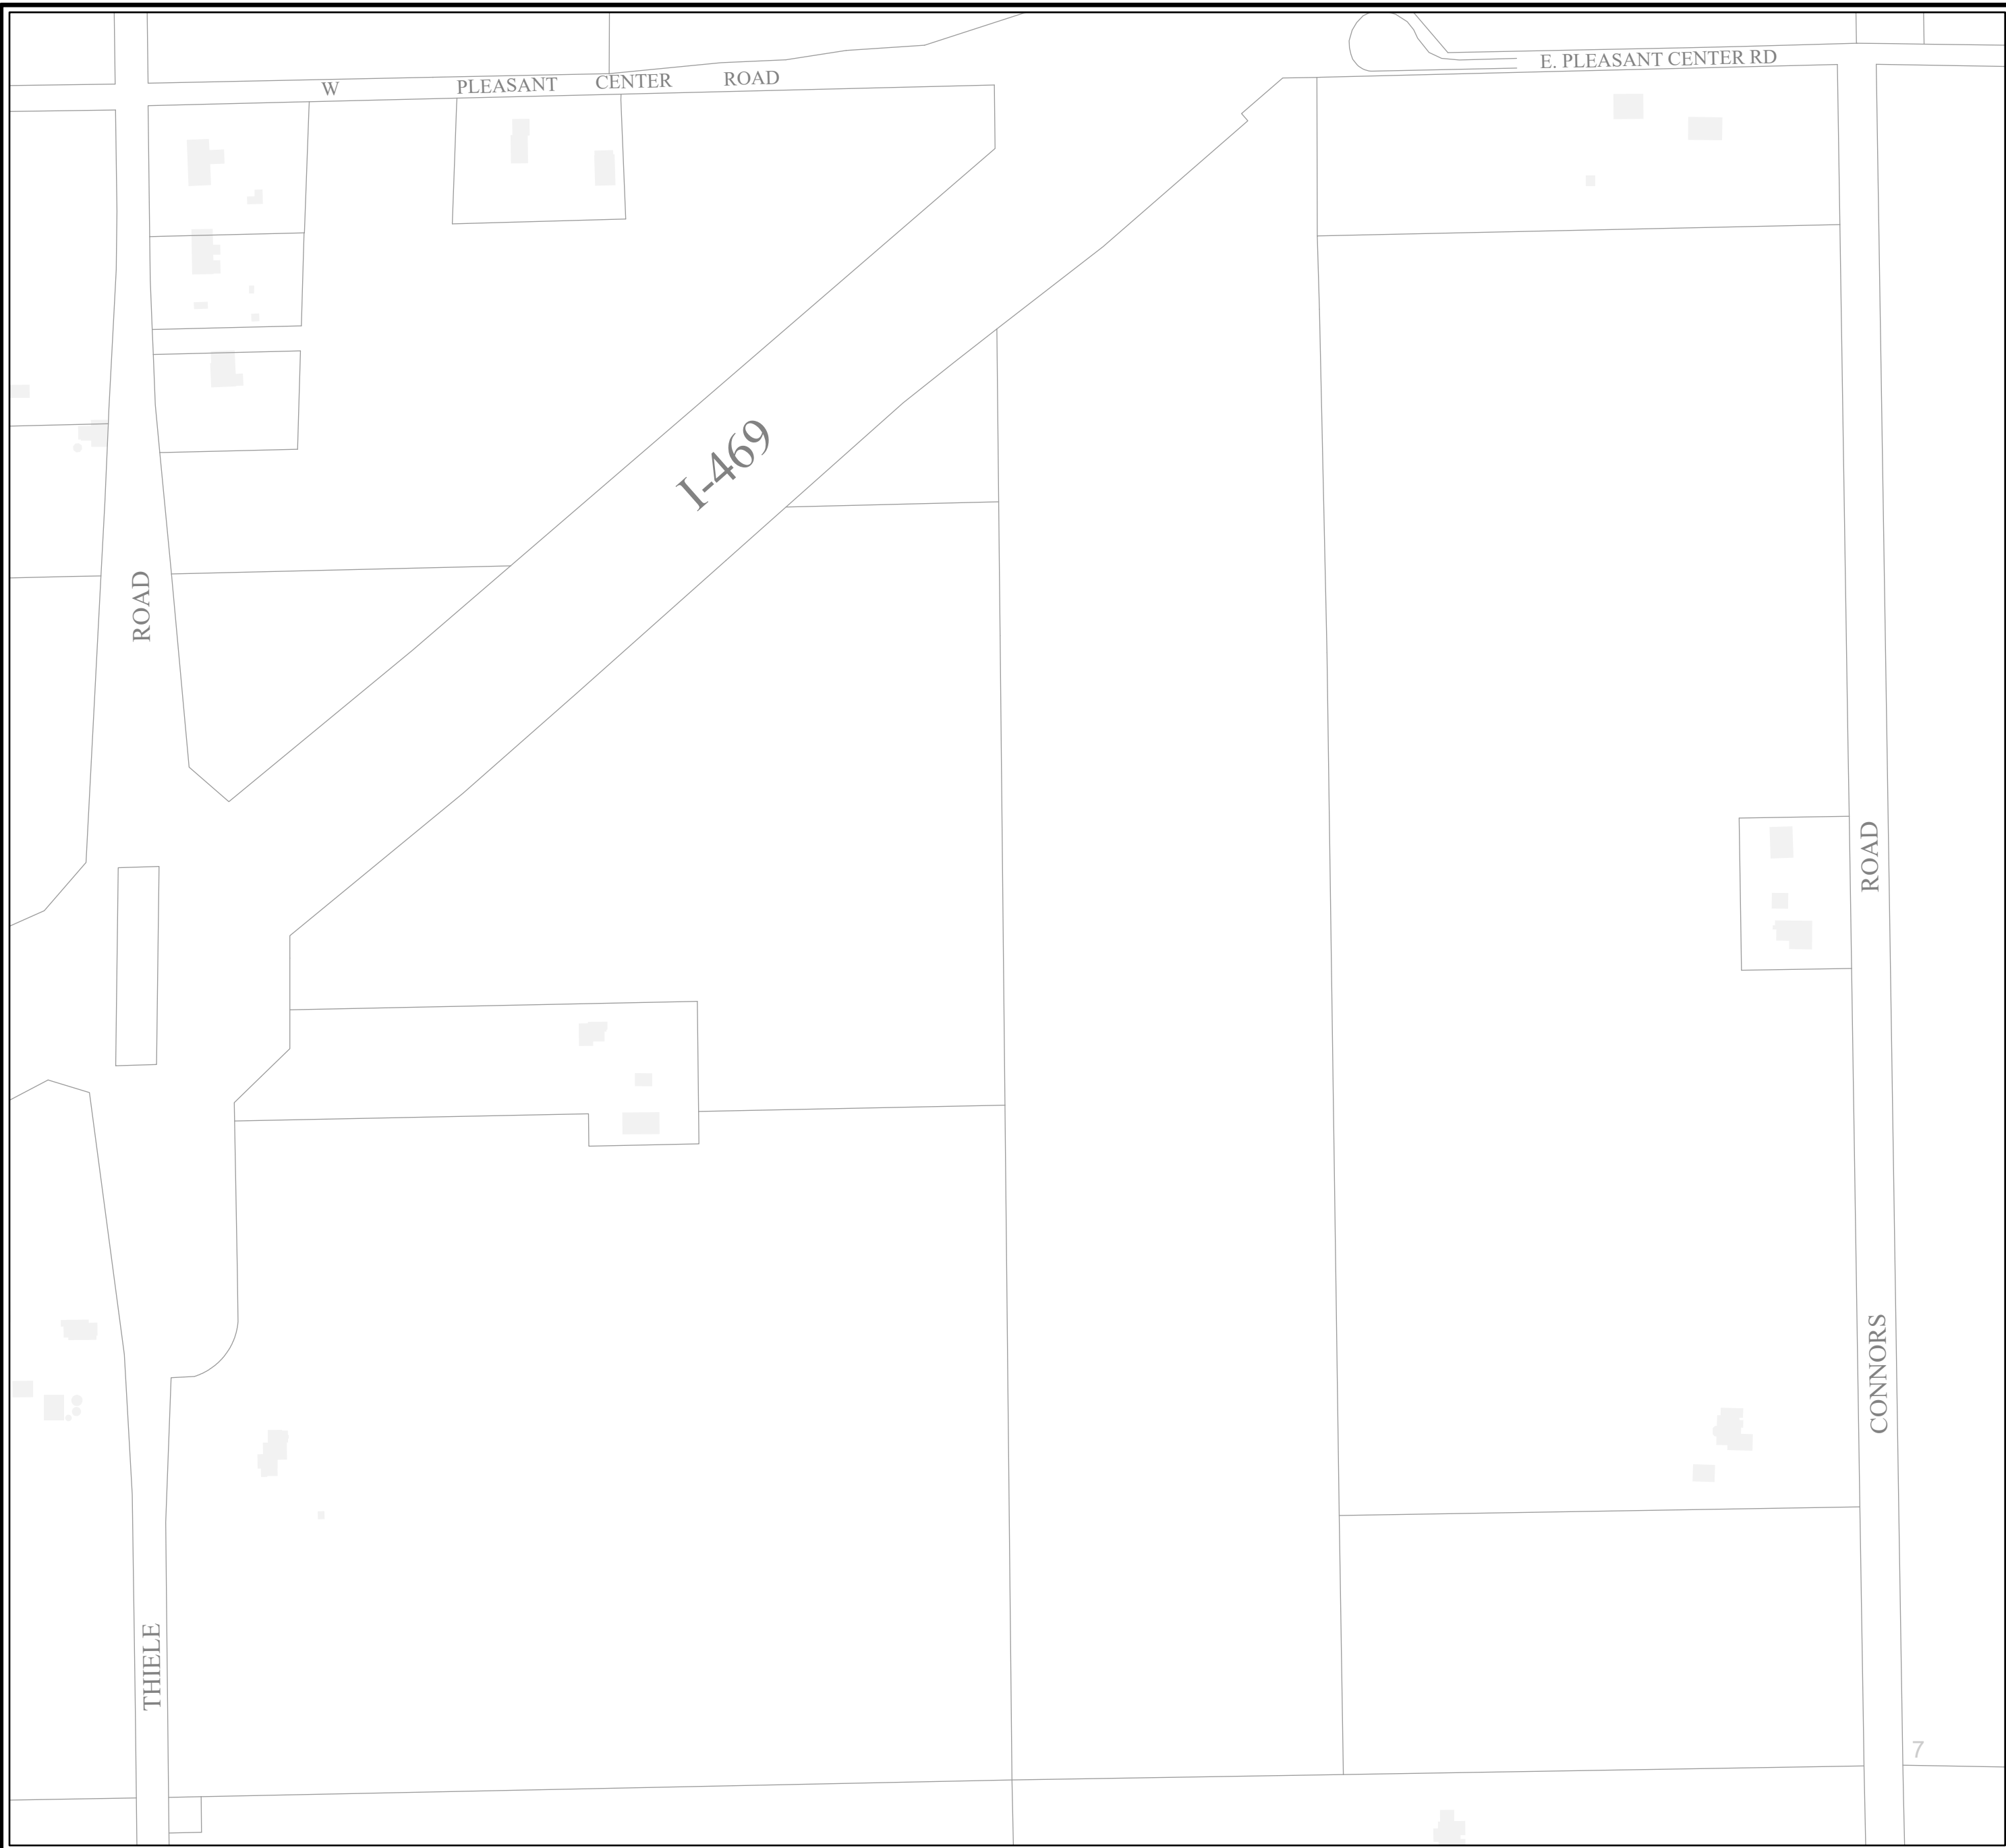 E. PLEASANT CENTER RD
W PLEASANT CENTER ROAD
I-469
ROAD
ROAD
CONNORS
THIELE
7